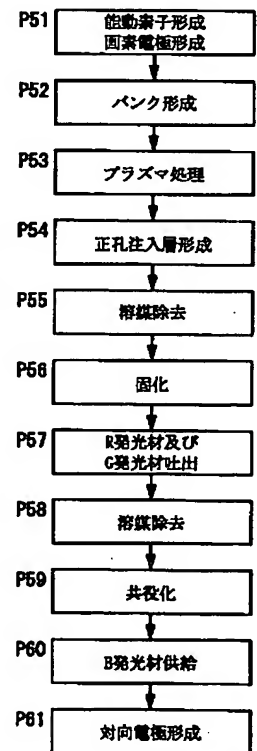 P51
能動素子形成
画素電極形成
P52
バンク形成
P53
プラズマ処理
P54
正孔注入層形成
P55
溶媒除去
P56
固化
P57
R発光材及び
G発光材吐出
P58
溶媒除去
P59
共役化
P60
B発光材供給
P61
対向電極形成